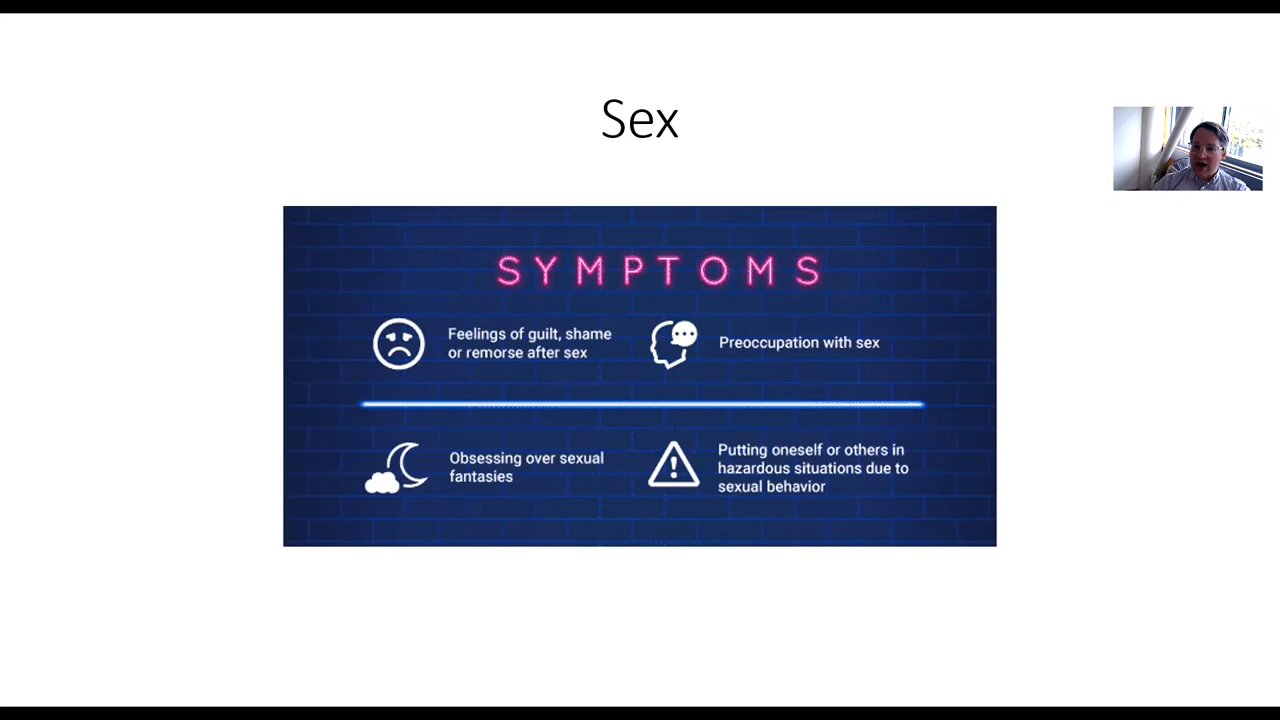 Sex
SYMPTOMS
Feelings of guilt, shame
or remorse after sex
Preoccupation with sex
Obsessing over sexual
fantasies
Putting oneself or others in
hazardous situations due to
sexual behavior